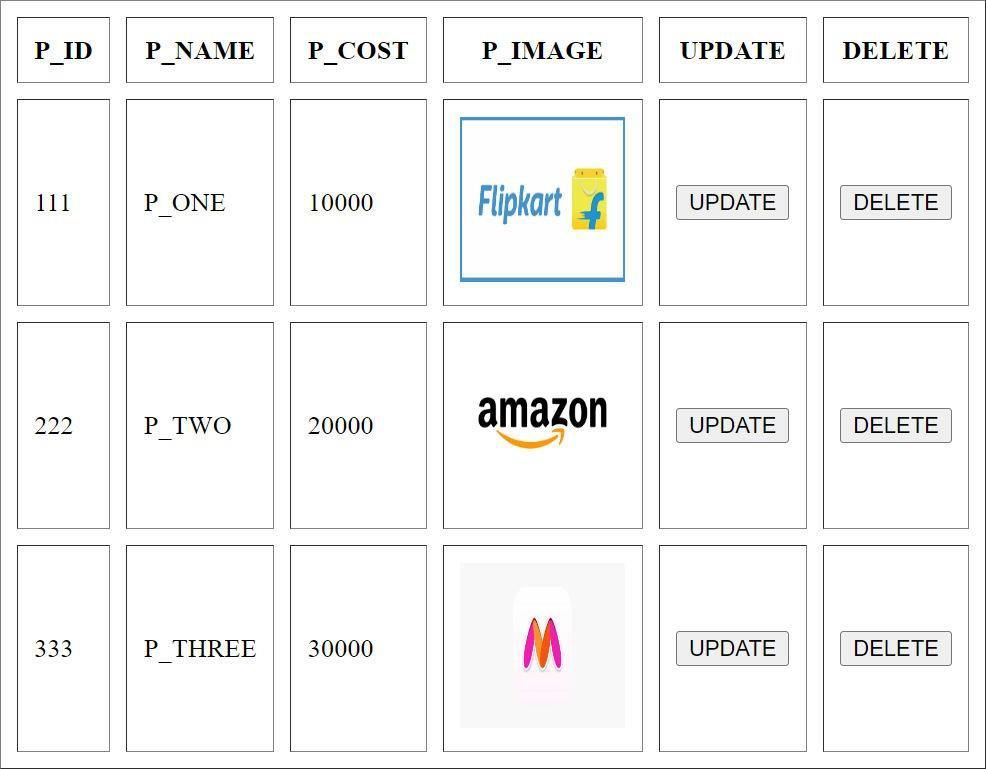 P_ID P_NAME P_COST P_IMAGE UPDATE DELETE
111 P_ONE 10000 Flipkart f UPDATE DELETE
222 P_TWO 20000 amazon UPDATE DELETE
333 P_THREE 30000 UPDATE DELETE